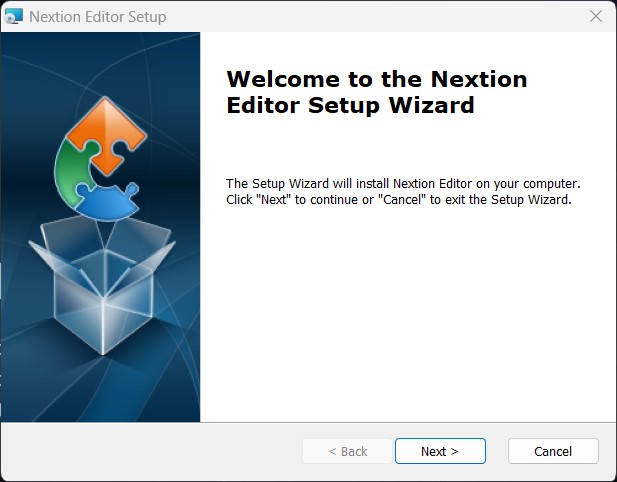 Nextion Editor Setup
Welcome to the Nextion
Editor Setup Wizard
The Setup Wizard will install Nextion Editor on your computer.
Click "Next" to continue or "Cancel" to exit the Setup Wizard.
< Back
Next >
Cancel